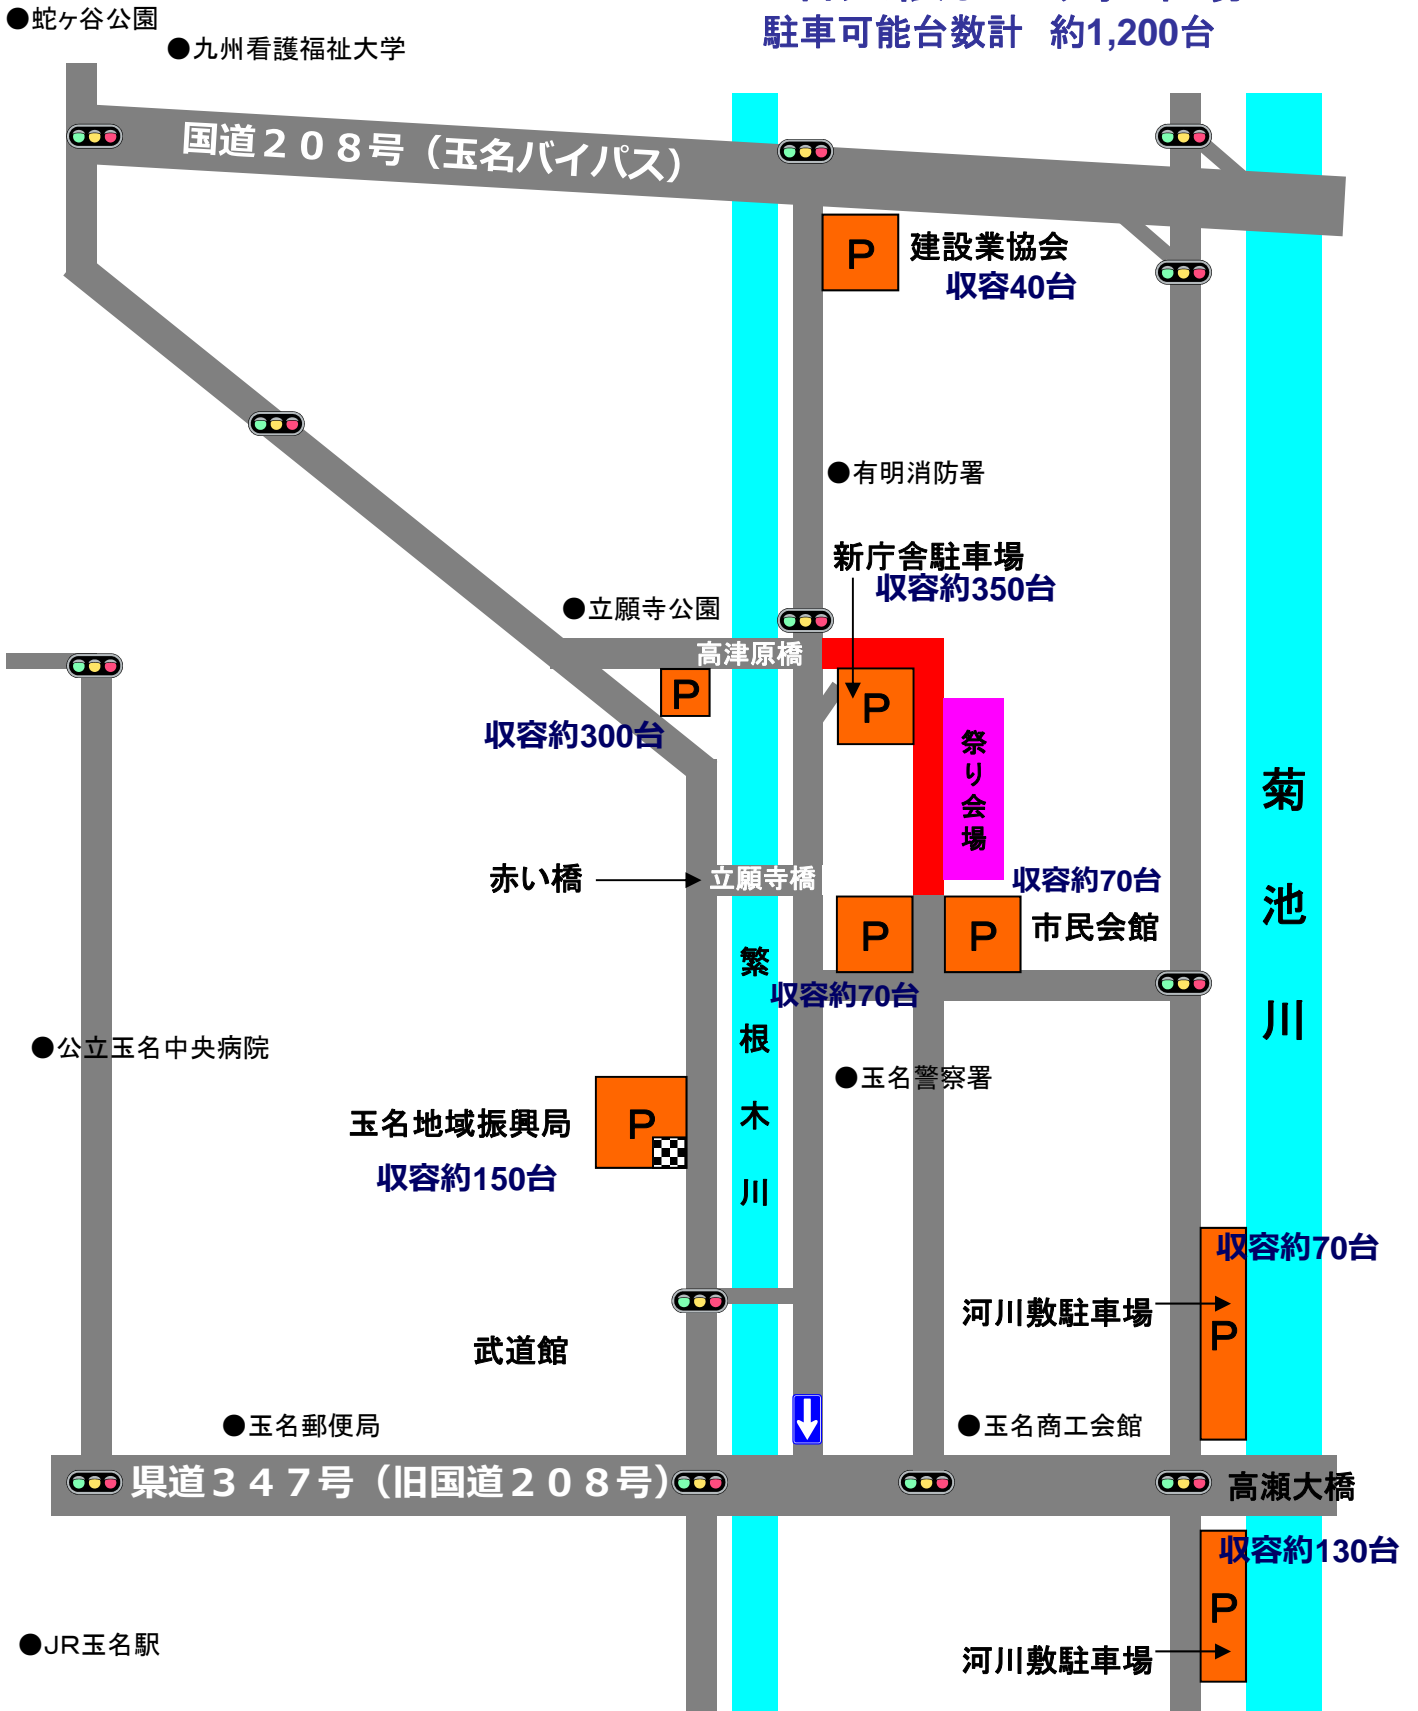 ●蛇ヶ谷公園
●九州看護福祉大学
駐車可能台数計 約1,200台
国道２０８号（玉名バイパス）
P
建設業協会
収容40台
●有明消防署
新庁舎駐車場
収容約350台
●立願寺公園
高津原橋
P
P
収容約300台
祭り会場
菊池川
赤い橋
立願寺橋
収容約70台
P
P
市民会館
繁根木川
収容約70台
●公立玉名中央病院
●玉名警察署
P
玉名地域振興局
収容約150台
収容約70台
河川敷駐車場
P
武道館
●玉名郵便局
●玉名商工会館
県道３４７号（旧国道２０８号）
高瀬大橋
収容約130台
P
●JR玉名駅
河川敷駐車場